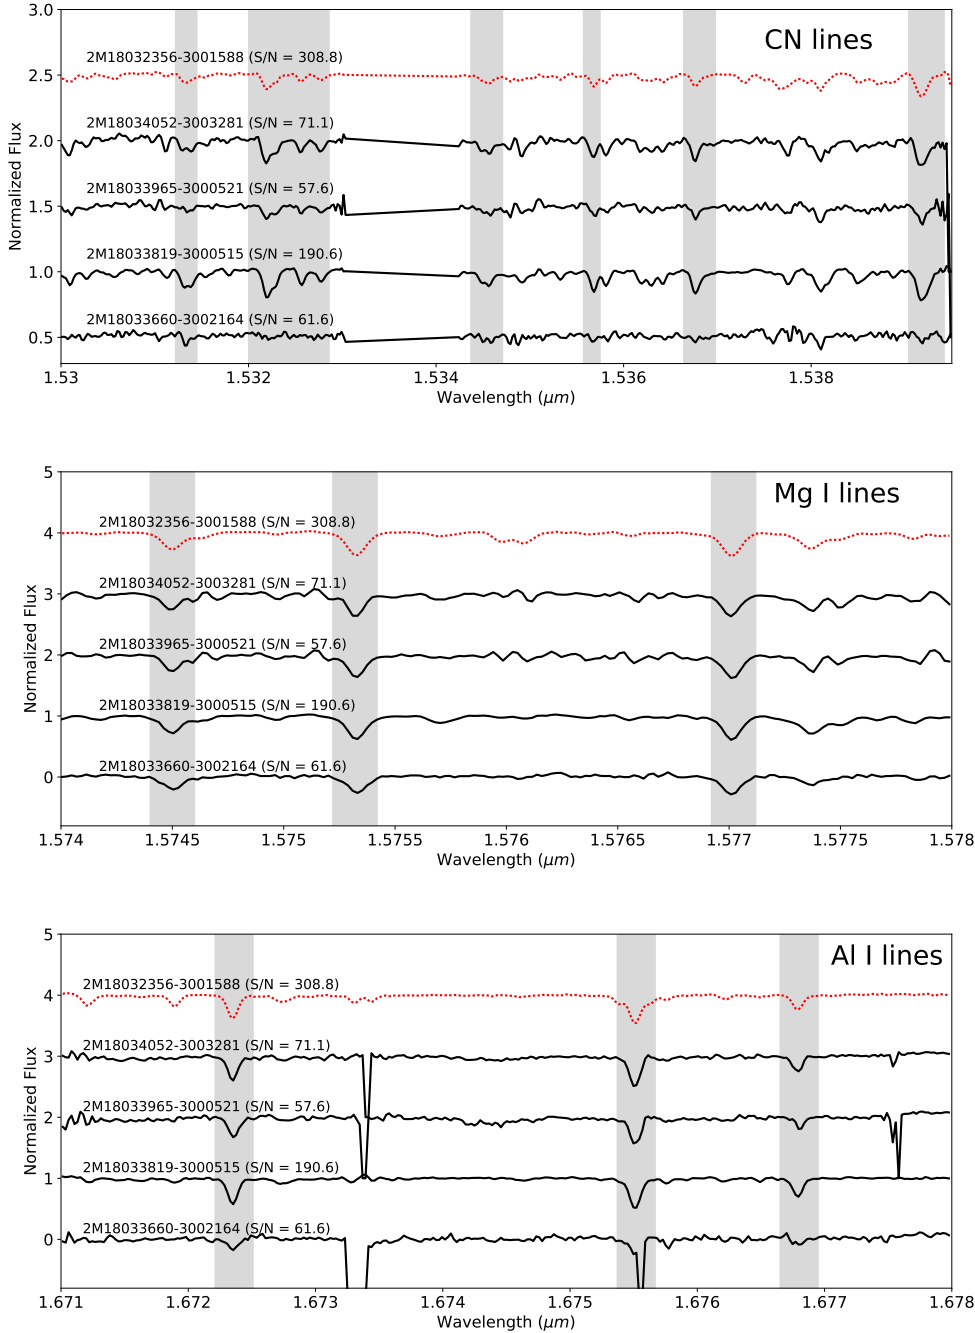 CN lines
3.0
2M18032356-3001588 (S/N = 308.8)
2.5
2M18034052-3003281 (S/N = 71.1)
2.0
2M18033965-3000521 (S/N = 57.6)
1.5
2M18033819-3000515 (S/N = 190.6)
1.0
2M18033660-3002164 (S/N = 61.6)
0.5
Normalized Flux
1.53 1.532 1.534 1.536 1.538
Wavelength (μm)
Mg I lines
5
2M18032356-3001588 (S/N = 308.8)
4
2M18034052-3003281 (S/N = 71.1)
3
2M18033965-3000521 (S/N = 57.6)
2
2M18033819-3000515 (S/N = 190.6)
1
2M18033660-3002164 (S/N = 61.6)
0
Normalized Flux
1.574 1.5745 1.575 1.5755 1.576 1.5765 1.577 1.5775 1.578
Wavelength (μm)
Al I lines
5
2M18032356-3001588 (S/N = 308.8)
4
2M18034052-3003281 (S/N = 71.1)
3
2M18033965-3000521 (S/N = 57.6)
2
2M18033819-3000515 (S/N = 190.6)
1
2M18033660-3002164 (S/N = 61.6)
0
Normalized Flux
1.671 1.672 1.673 1.674 1.675 1.676 1.677 1.678
Wavelength (μm)